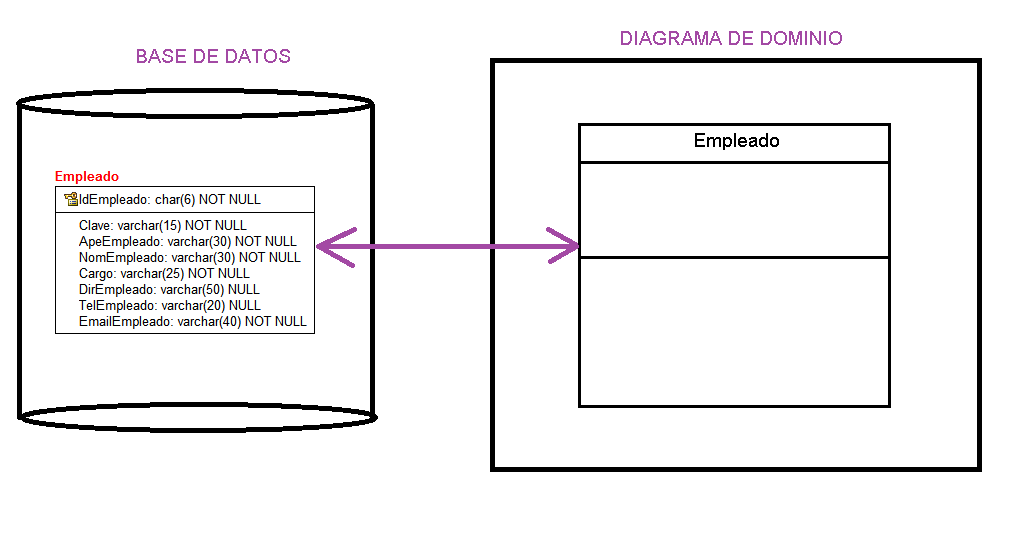 BASE DE DATOS
DIAGRAMA DE DOMINIO
Empleado
IdEmpleado: char(6) NOT NULL
Clave: varchar(15) NOT NULL
ApeEmpleado: varchar(30) NOT NULL
NomEmpleado: varchar(30) NOT NULL
Cargo: varchar(25) NOT NULL
DirEmpleado: varchar(50) NULL
TelEmpleado: varchar(20) NULL
EmailEmpleado: varchar(40) NOT NULL
Empleado